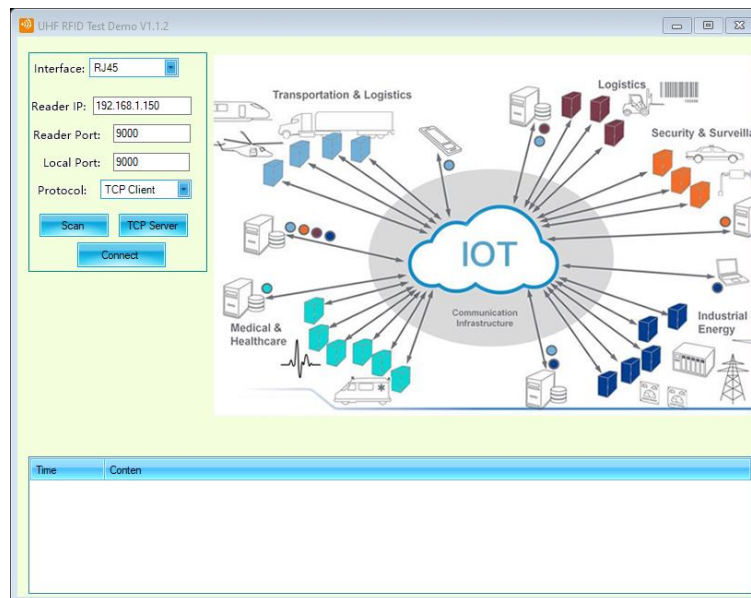 UHF RFID Test Demo V1.1.2
Interface: RJ45
Reader IP: 192.168.1.150
Reader Port: 9000
Local Port: 9000
Protocol: TCP Client
Scan TCP Server
Connect
Transportation & Logistics
Logistics
Security & Surveilla
IOT
Communication
Infrastructure
Medical &
Healthcare
Industrial
Energy
Time Conten